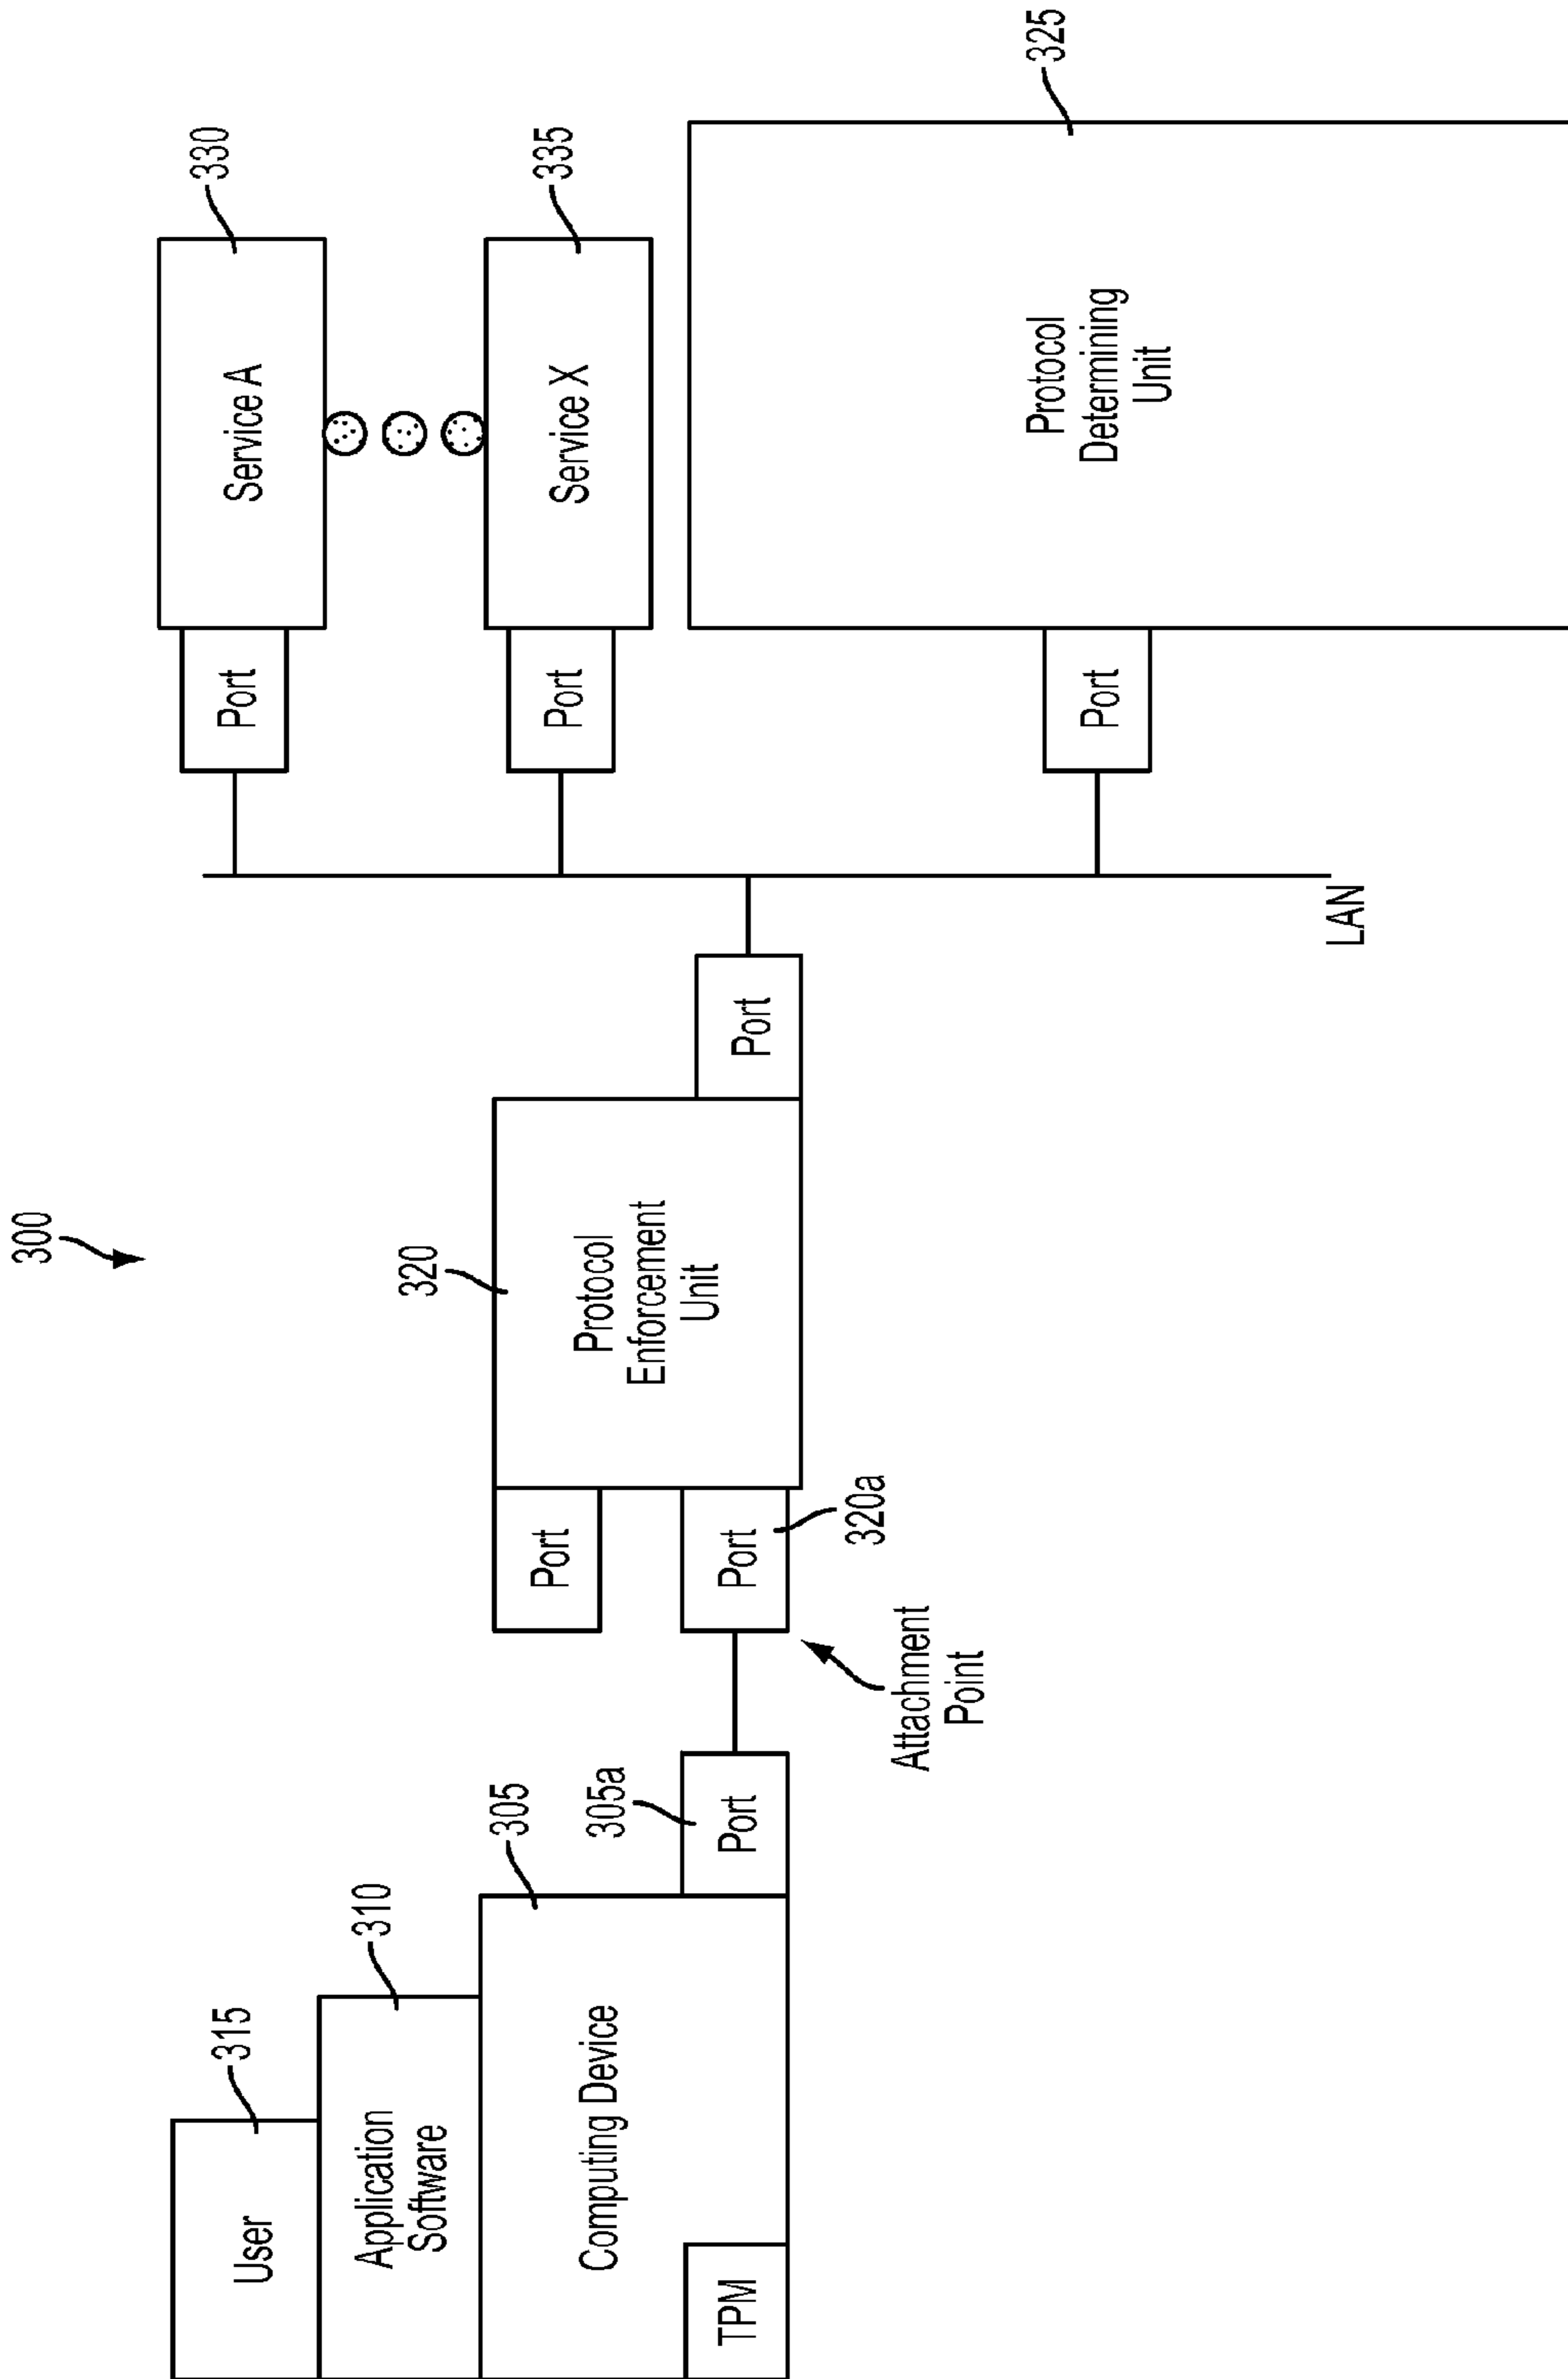 300
315
User
310
Application
Software
305
Computing Device
TPM
305a
Port
Attachment
Point
Port
Port
320a
320
Protocol
Enforcement
Unit
Port
LAN
330
Service A
Port
335
Service X
Port
325
Protocol
Determining
Unit
Port